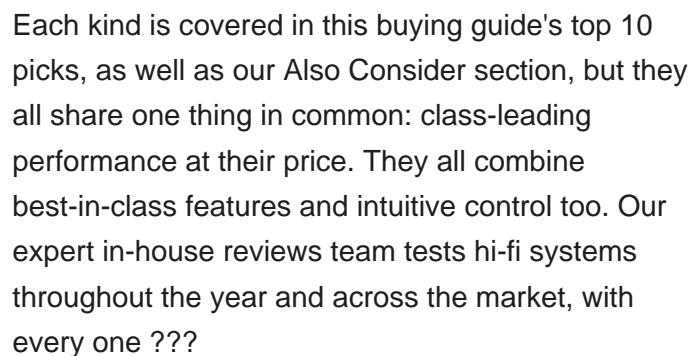 Each kind is covered in this buying guide's top 10
picks, as well as our Also Consider section, but they
all share one thing in common: class-leading
performance at their price. They all combine
best-in-class features and intuitive control too. Our
expert in-house reviews team tests hi-fi systems
throughout the year and across the market, with
every one ???